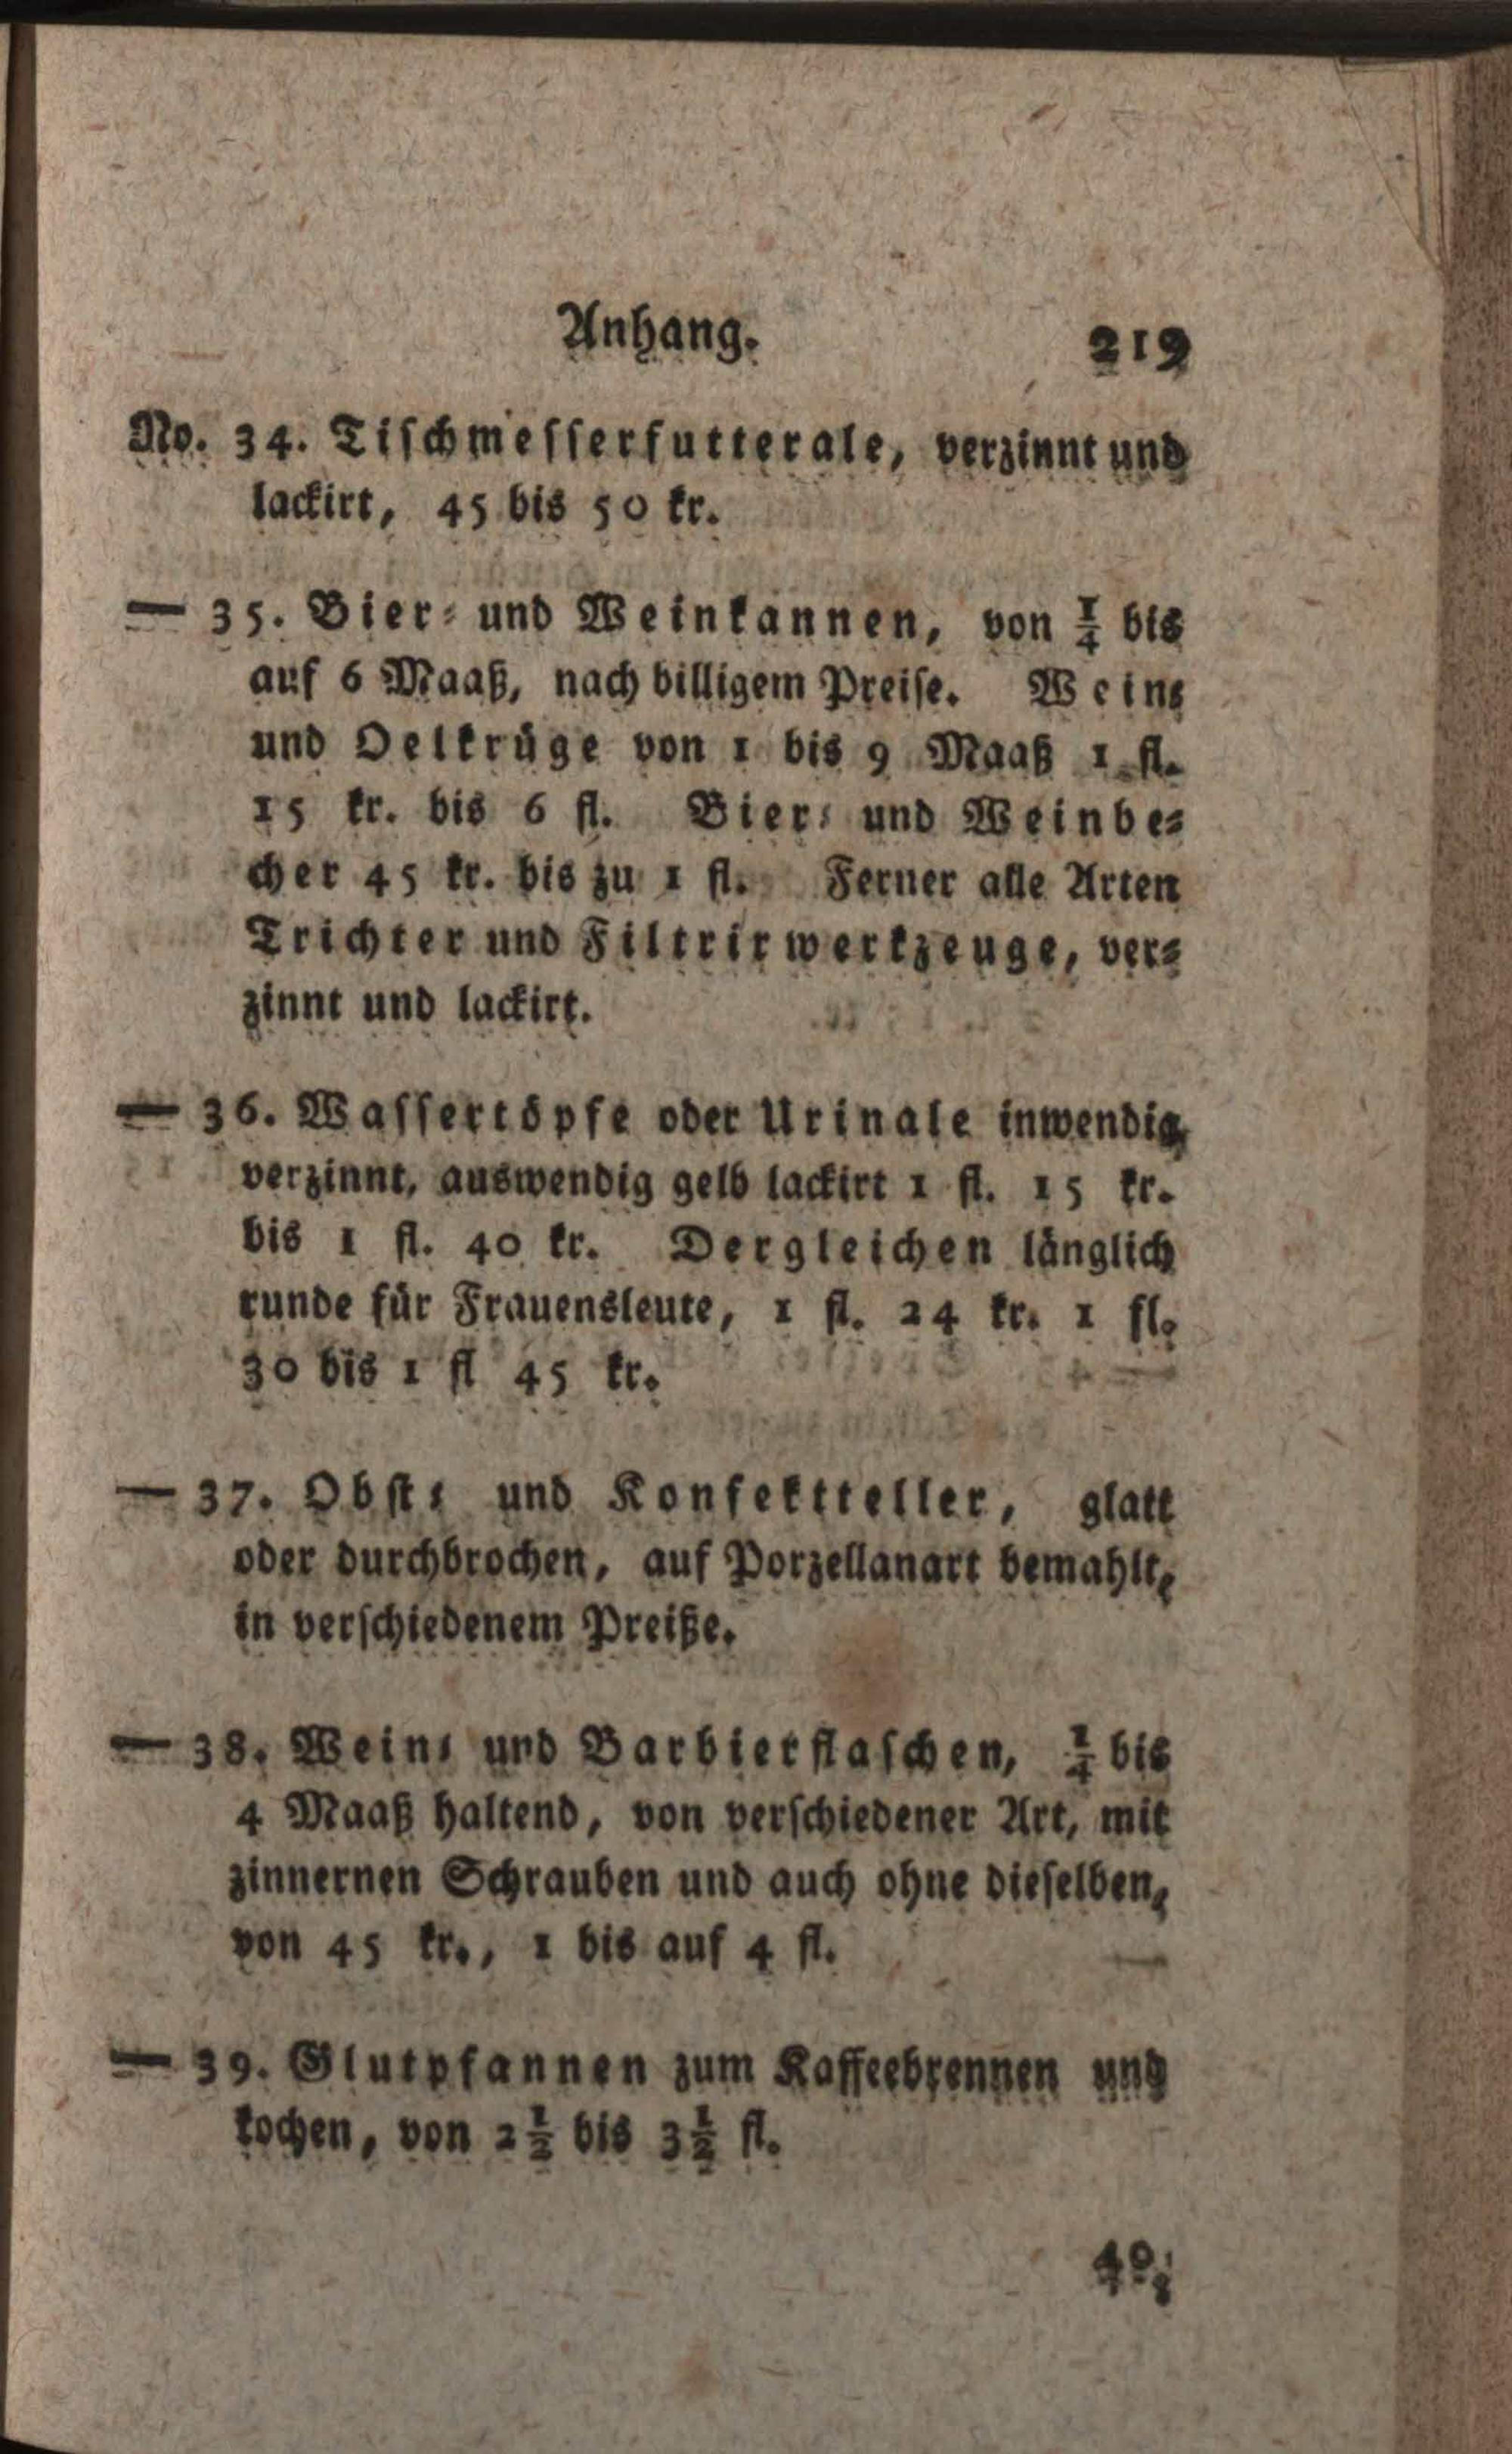 Anhang. 219
No. 34. Tischmesserfutterale, verzinnt und
lackirt, 45 bis 50 kr.
— 35. Bier- und Weinkannen, von 1/4 bis
auf 6 Maaß, nach billigem Preise. Wein-
und Oelkrüge von 1 bis 9 Maaß 1 fl.
15 kr. bis 6 fl. Bier- und Weinbe-
cher 45 kr. bis zu 1 fl. Ferner alle Arten
Trichter und Filtrirwerkzeuge, ver-
zinnt und lackirt.
— 36. Wassertöpfe oder Urinale inwendig
verzinnt, auswendig gelb lackirt 1 fl. 15 kr.
bis 1 fl. 40 kr. Dergleichen länglich
runde für Frauensleute, 1 fl. 24 kr. 1 fl.
30 bis 1 fl 45 kr.
— 37. Obst- und Konfektteller, glatt
oder durchbrochen, auf Porzellanart bemahlt,
in verschiedenem Preiße.
— 38. Wein- und Barbierflaschen, 1/4 bis
4 Maaß haltend, von verschiedener Art, mit
zinnernen Schrauben und auch ohne dieselben,
von 45 kr., 1 bis auf 4 fl.
— 39. Glutpfannen zum Kaffeebrennen und
kochen, von 2 1/2 bis 3 1/2 fl.
40.